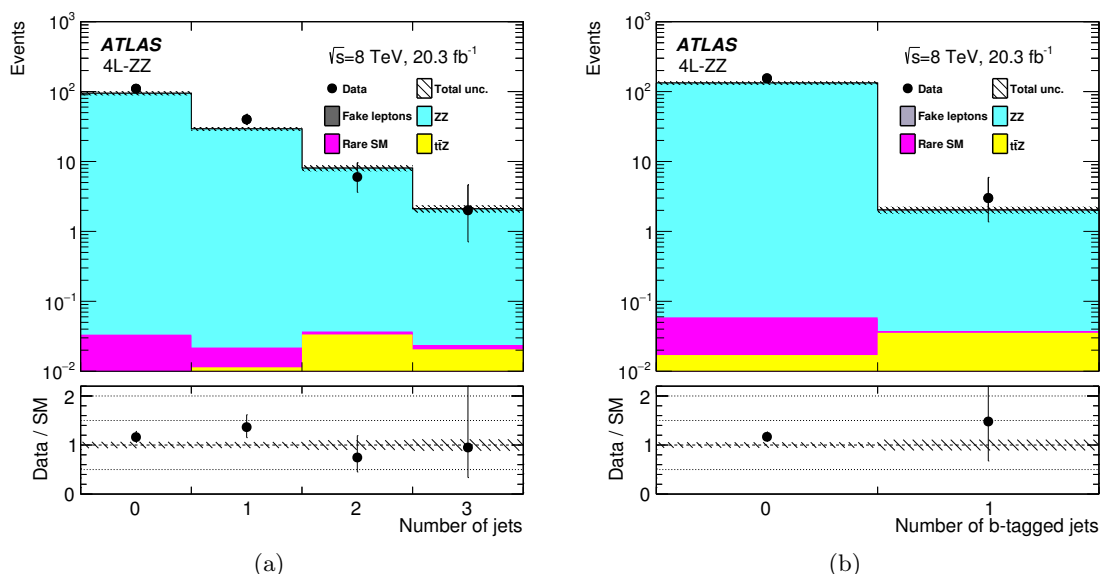 Events
10³
10²
10
1
10⁻¹
10⁻²
ATLAS
4L-ZZ
√s=8 TeV, 20.3 fb⁻¹
Data
Total unc.
Fake leptons
ZZ
Rare SM
tt̄Z
Data / SM
2
1
0
0 1 2 3
Number of jets
(a)
Events
10³
10²
10
1
10⁻¹
10⁻²
ATLAS
4L-ZZ
√s=8 TeV, 20.3 fb⁻¹
Data
Total unc.
Fake leptons
ZZ
Rare SM
tt̄Z
Data / SM
2
1
0
0 1
Number of b-tagged jets
(b)